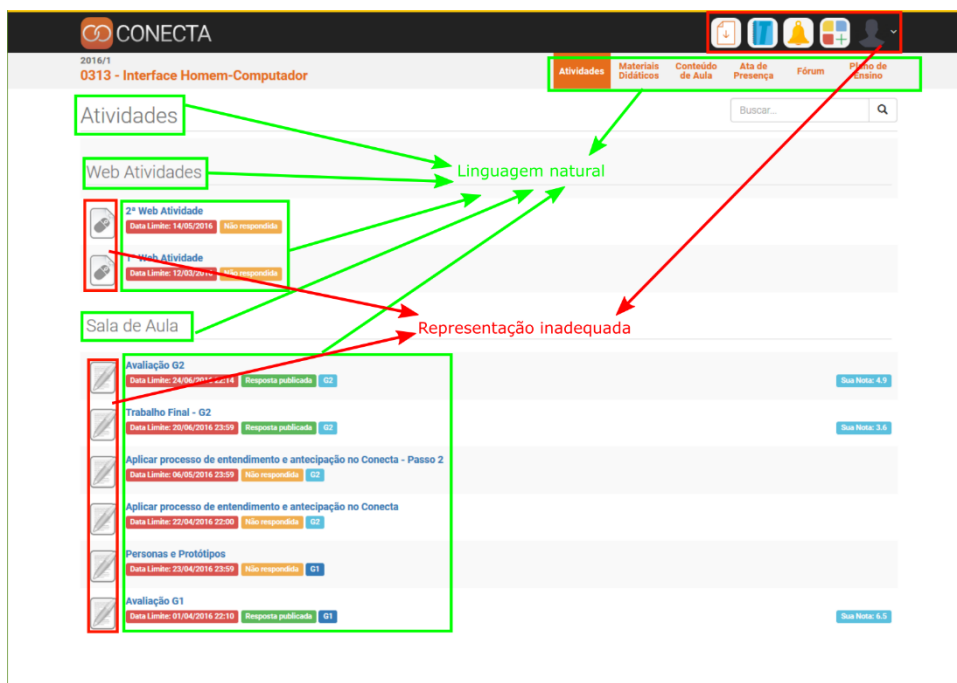 CONECTA
2016/1
0313 - Interface Homem-Computador
Atividades
Materiais Didáticos
Conteúdo de Aula
Ata de Presença
Fórum
Plano de Ensino
Atividades
Buscar...
Web Atividades
Linguagem natural
2ª Web Atividade
Data Limite: 14/05/2016 Não respondida
1ª Web Atividade
Data Limite: 12/03/2016 Não respondida
Sala de Aula
Representação inadequada
Avaliação G2
Data Limite: 24/06/2016 22:14 Resposta publicada G2 Sua Nota: 4.9
Trabalho Final - G2
Data Limite: 20/06/2016 23:59 Resposta publicada G2 Sua Nota: 3.6
Aplicar processo de entendimento e antecipação no Conecta - Passo 2
Data Limite: 06/05/2016 23:59 Não respondida G2
Aplicar processo de entendimento e antecipação no Conecta
Data Limite: 22/04/2016 22:00 Não respondida G2
Personas e Protótipos
Data Limite: 23/04/2016 23:59 Não respondida G1
Avaliação G1
Data Limite: 01/04/2016 22:10 Resposta publicada G1 Sua Nota: 6.5